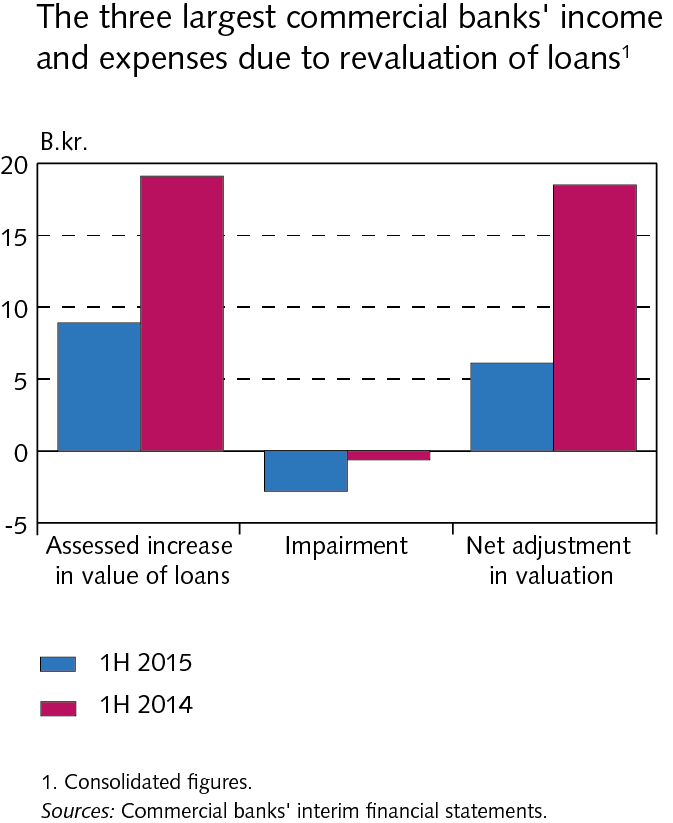 The three largest commercial banks' income
and expenses due to revaluation of loans¹
B.kr.
20
15
10
5
0
-5
Assessed increase
in value of loans
Impairment
Net adjustment
in valuation
1H 2015
1H 2014
1. Consolidated figures.
Sources: Commercial banks' interim financial statements.